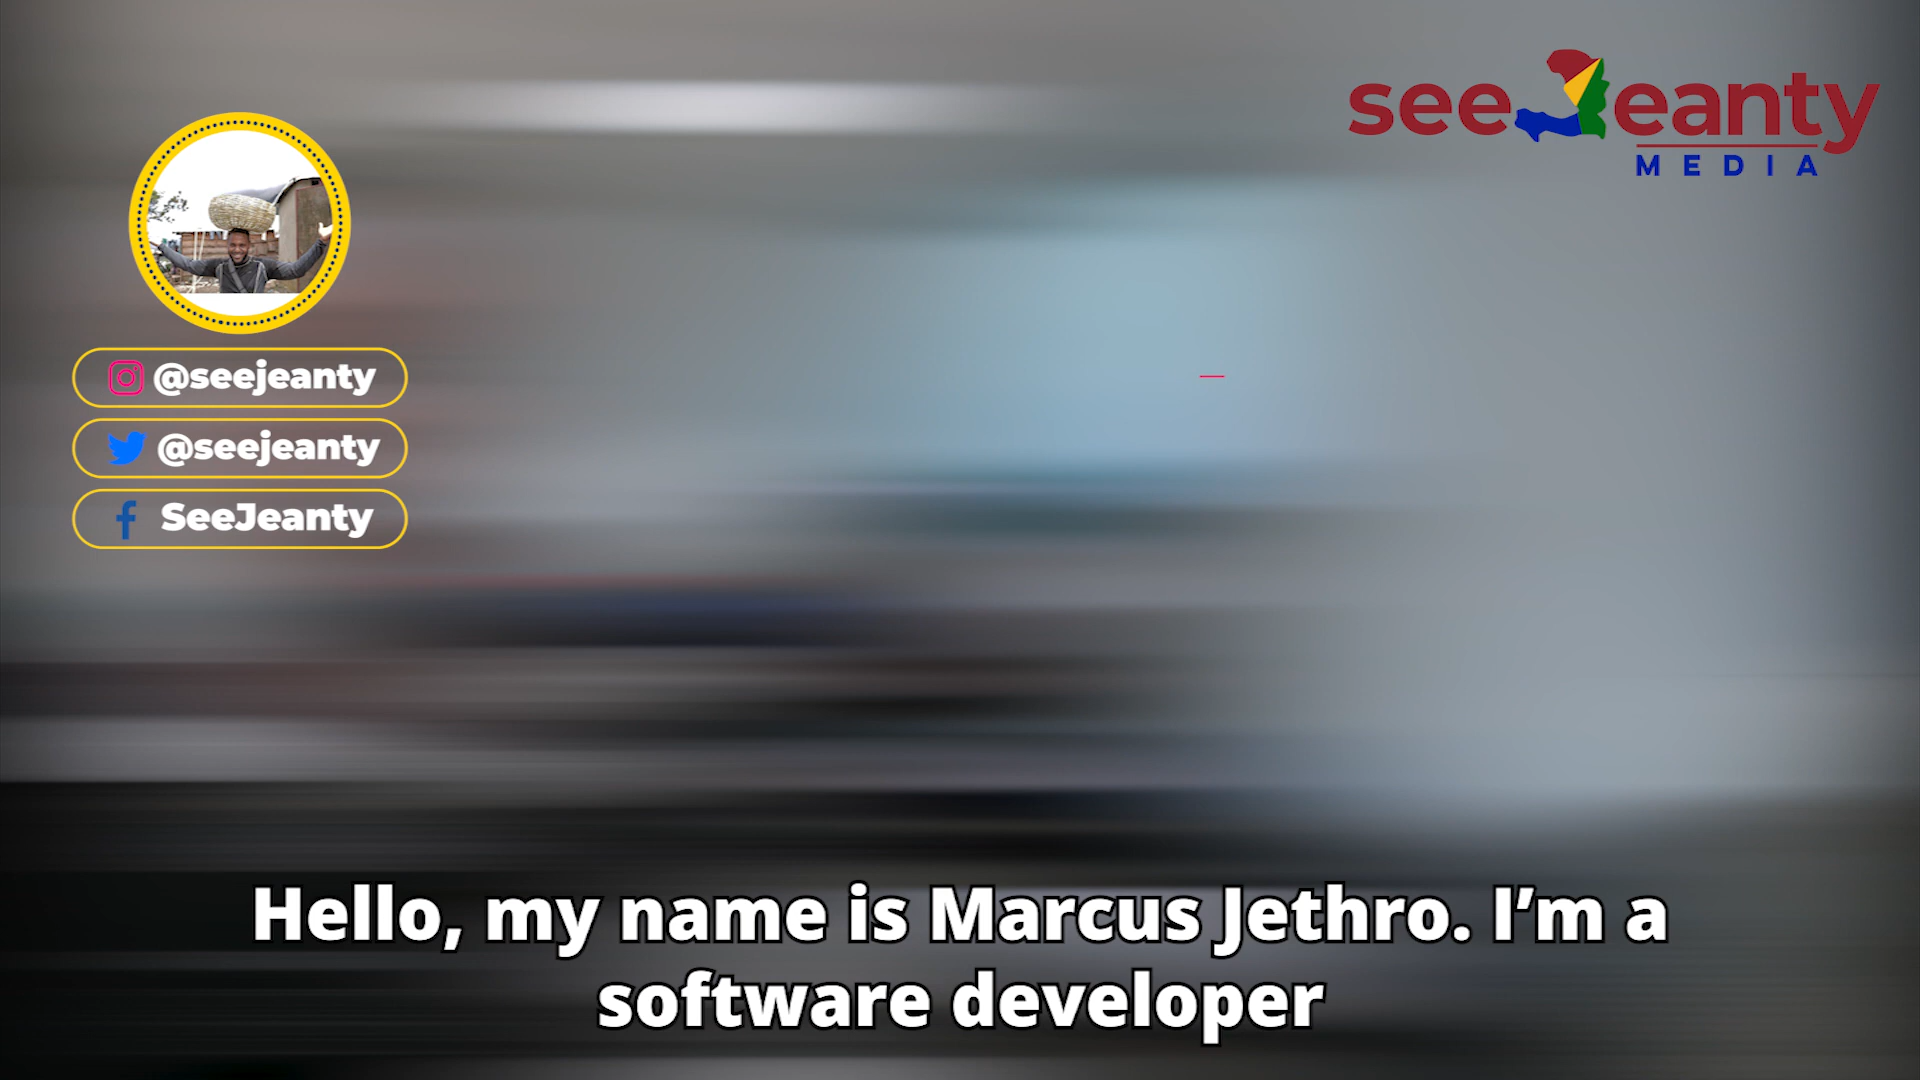 seeJeanty
MEDIA
@seejeanty
@seejeanty
SeeJeanty
Hello, my name is Marcus Jethro. I’m a
software developer